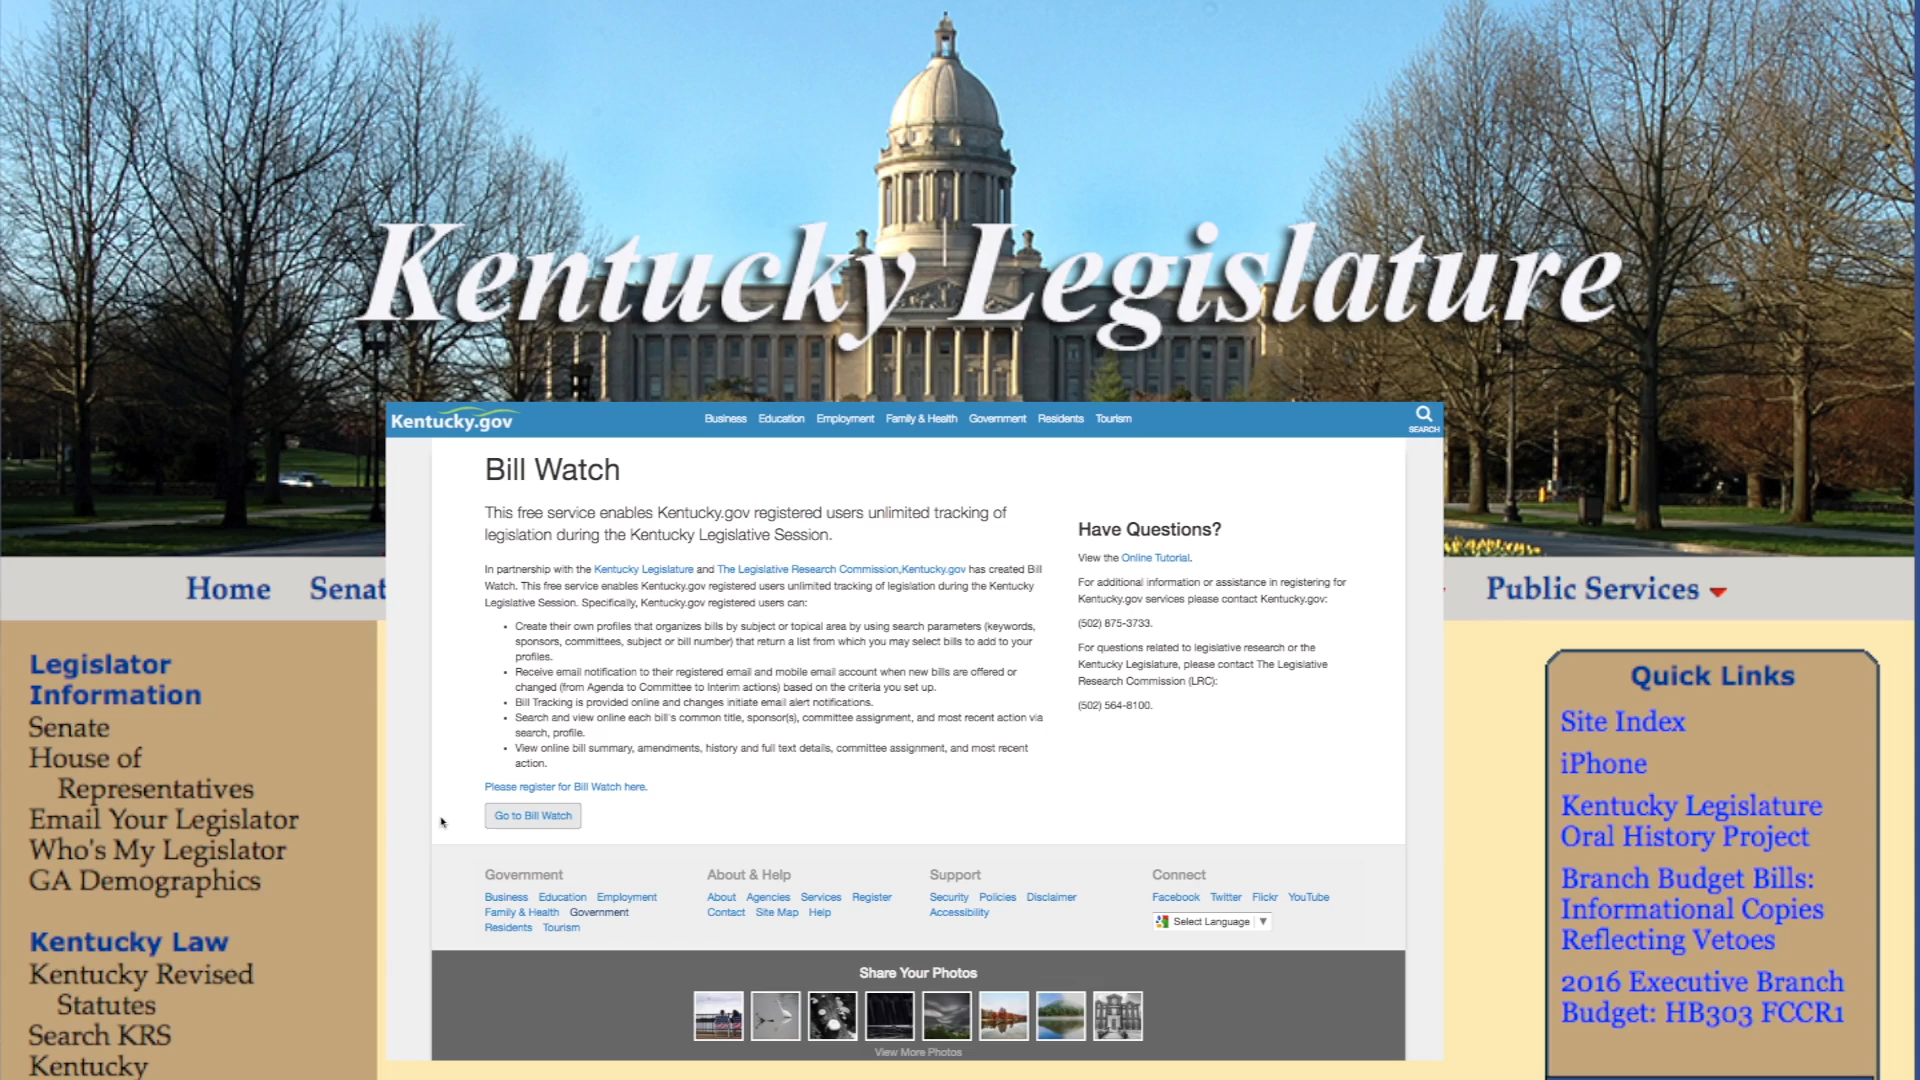 Kentucky Legislature
Kentucky.gov
Business Education Employment Family & Health Government Residents Tourism
SEARCH
Bill Watch
This free service enables Kentucky.gov registered users unlimited tracking of
legislation during the Kentucky Legislative Session.
In partnership with the Kentucky Legislature and The Legislative Research Commission,Kentucky.gov has created Bill
Watch. This free service enables Kentucky.gov registered users unlimited tracking of legislation during the Kentucky
Legislative Session. Specifically, Kentucky.gov registered users can:
• Create their own profiles that organizes bills by subject or topical area by using search parameters (keywords,
sponsors, committees, subject or bill number) that return a list from which you may select bills to add to your
profiles.
• Receive email notification to their registered email and mobile email account when new bills are offered or
changed (from Agenda to Committee to Interim actions) based on the criteria you set up.
• Bill Tracking is provided online and changes initiate email alert notifications.
• Search and view online each bill's common title, sponsor(s), committee assignment, and most recent action via
search, profile.
• View online bill summary, amendments, history and full text details, committee assignment, and most recent
action.
Please register for Bill Watch here.
Go to Bill Watch
Have Questions?
View the Online Tutorial.
For additional information or assistance in registering for
Kentucky.gov services please contact Kentucky.gov:
(502) 875-3733.
For questions related to legislative research or the
Kentucky Legislature, please contact The Legislative
Research Commission (LRC):
(502) 564-8100.
Government
Business Education Employment
Family & Health Government
Residents Tourism
About & Help
About Agencies Services Register
Contact Site Map Help
Support
Security Policies Disclaimer
Accessibility
Connect
Facebook Twitter Flickr YouTube
Select Language
Share Your Photos
View More Photos
Home Senat
Public Services
Legislator
Information
Senate
House of
Representatives
Email Your Legislator
Who's My Legislator
GA Demographics
Kentucky Law
Kentucky Revised
Statutes
Search KRS
Kentucky
Quick Links
Site Index
iPhone
Kentucky Legislature
Oral History Project
Branch Budget Bills:
Informational Copies
Reflecting Vetoes
2016 Executive Branch
Budget: HB303 FCCR1